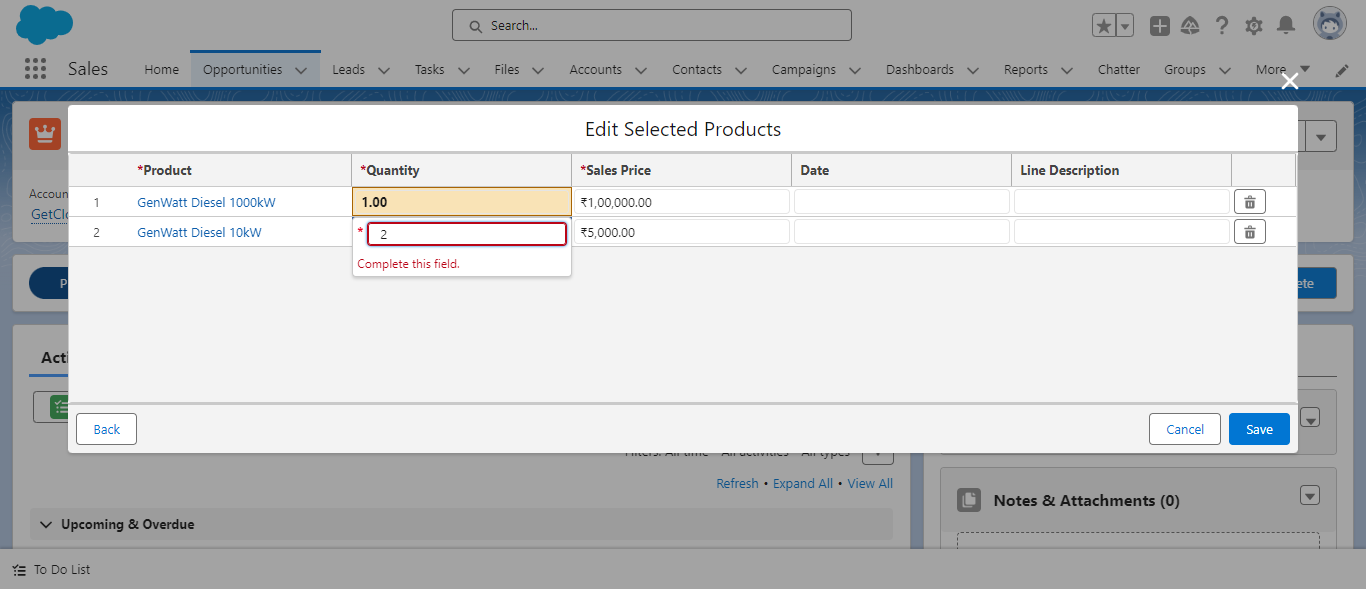 Search...
Sales
Home
Opportunities
Leads
Tasks
Files
Accounts
Contacts
Campaigns
Dashboards
Reports
Chatter
Groups
More
Edit Selected Products
*Product
*Quantity
*Sales Price
Date
Line Description
1
GenWatt Diesel 1000kW
1.00
₹1,00,000.00
2
GenWatt Diesel 10kW
* 2
₹5,000.00
Complete this field.
Back
Cancel
Save
Refresh • Expand All • View All
Notes & Attachments (0)
Upcoming & Overdue
To Do List